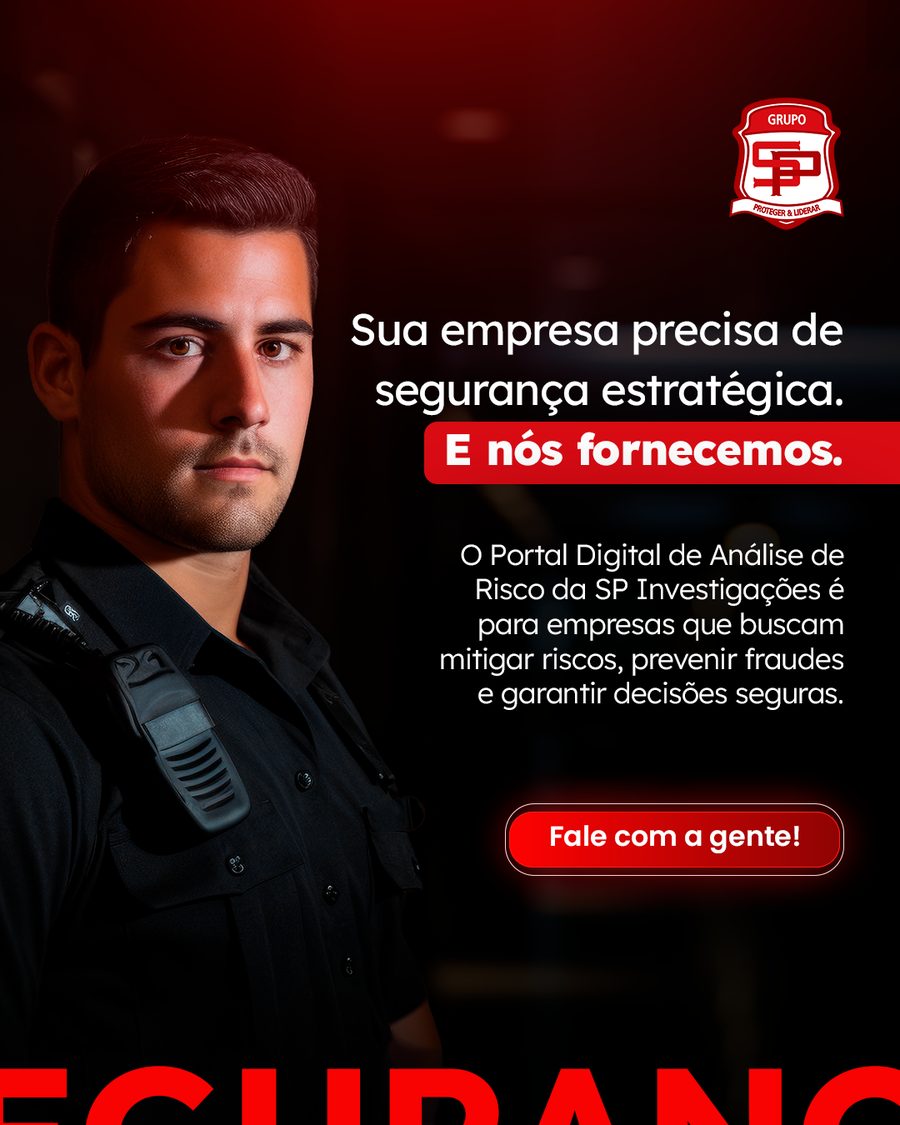 GRUPO
SP
PROTEGER & LIDERAR
Sua empresa precisa de
segurança estratégica.
E nós fornecemos.
O Portal Digital de Análise de
Risco da SP Investigações é
para empresas que buscam
mitigar riscos, prevenir fraudes
e garantir decisões seguras.
Fale com a gente!